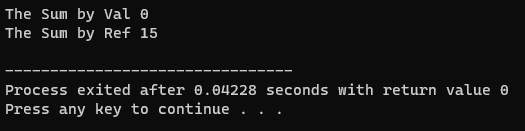 The Sum by Val 0
The Sum by Ref 15
--------------------------------
Process exited after 0.04228 seconds with return value 0
Press any key to continue . . .